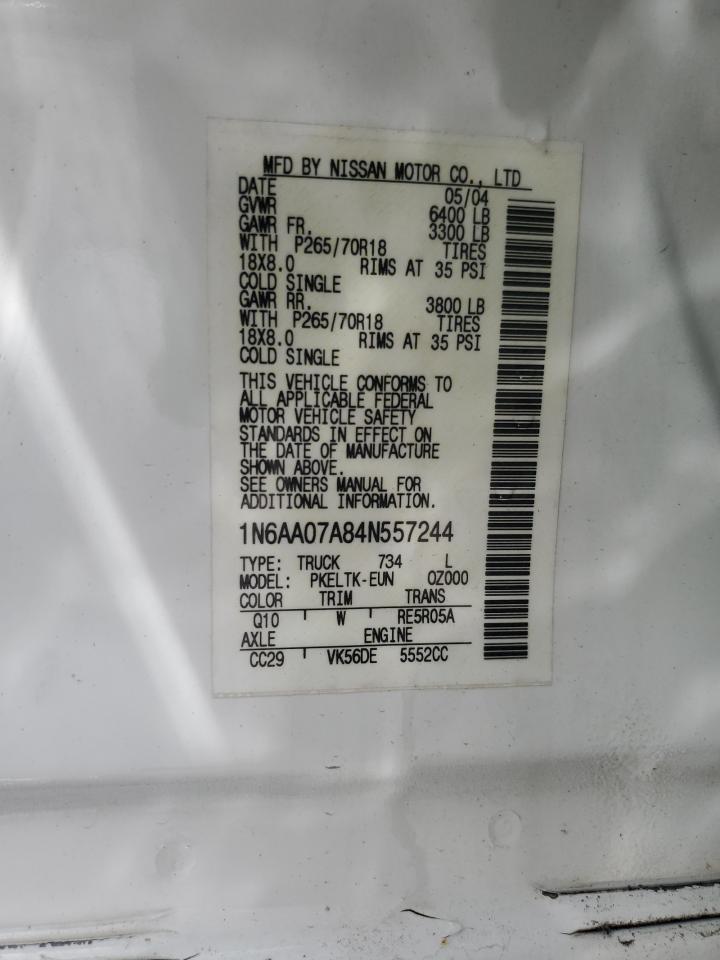 MFD BY NISSAN MOTOR CO., LTD
DATE 05/04
GVWR 6400 LB
GAWR FR. 3300 LB
WITH P265/70R18 TIRES
18X8.0 RIMS AT 35 PSI
COLD SINGLE
GAWR RR. 3800 LB
WITH P265/70R18 TIRES
18X8.0 RIMS AT 35 PSI
COLD SINGLE
THIS VEHICLE CONFORMS TO
ALL APPLICABLE FEDERAL
MOTOR VEHICLE SAFETY
STANDARDS IN EFFECT ON
THE DATE OF MANUFACTURE
SHOWN ABOVE.
SEE OWNERS MANUAL FOR
ADDITIONAL INFORMATION.
1N6AA07A84N557244
TYPE: TRUCK 734 L
MODEL: PKELTK-EUN OZ000
COLOR TRIM TRANS
Q10 W RE5R05A
AXLE ENGINE
CC29 VK56DE 5552CC